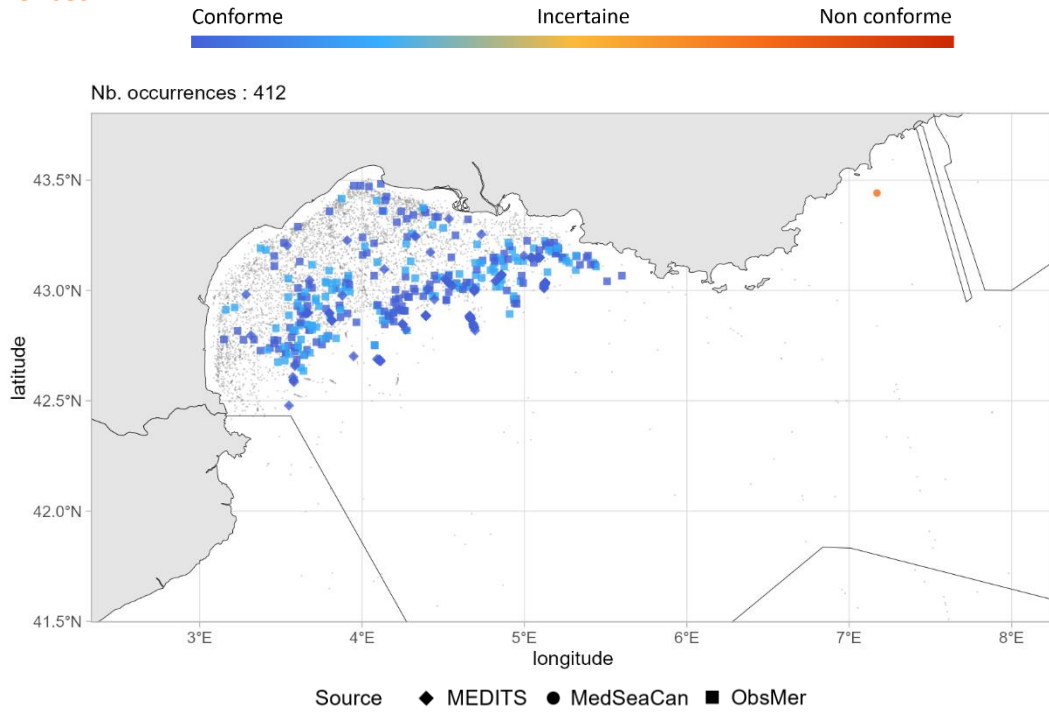 Conforme Incertaine Non conforme
Nb. occurrences : 412
43.5°N
43.0°N
42.5°N
42.0°N
41.5°N
latitude
3°E 4°E 5°E 6°E 7°E 8°E
longitude
Source MEDITS MedSeaCan ObsMer